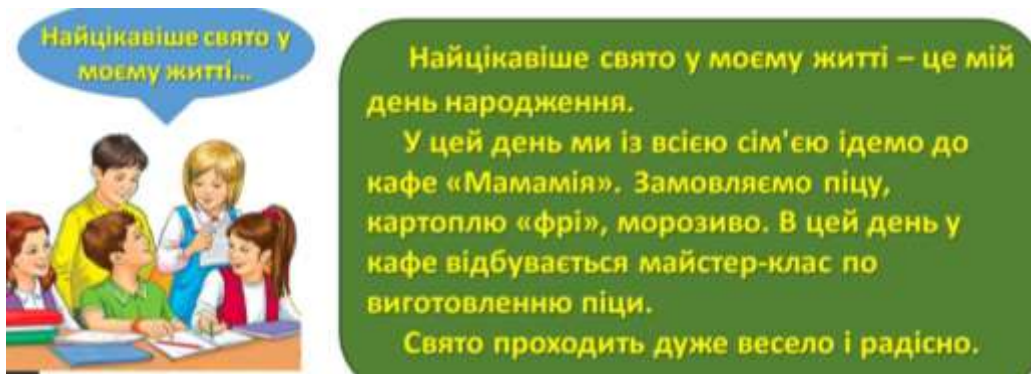 Найцікавіше свято у
моєму житті...
Найцікавіше свято у моєму житті – це мій
день народження.
У цей день ми із всією сім'єю ідемо до
кафе «Мамамія». Замовляємо піцу,
картоплю «фрі», морозиво. В цей день у
кафе відбувається майстер-клас по
виготовленню піци.
Свято проходить дуже весело і радісно.